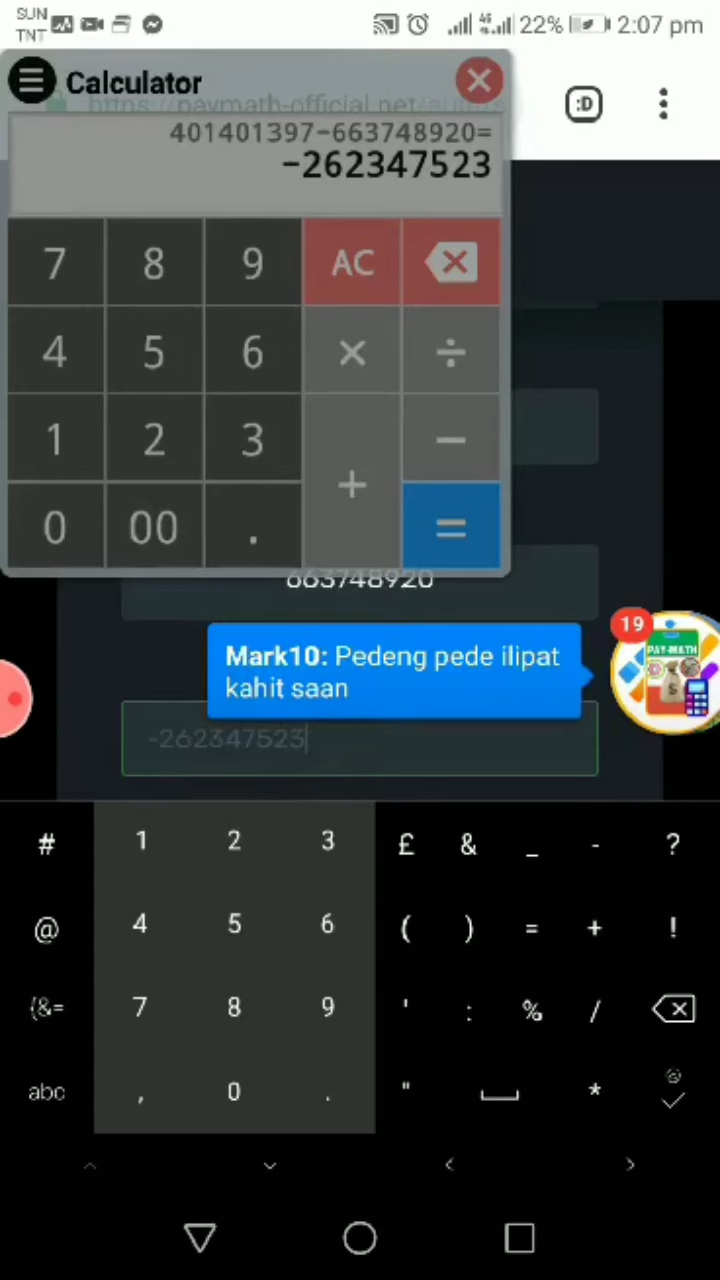 SUN
TNT
22%
2:07 pm
Calculator
:D
401401397-663748920=
-262347523
7 8 9 AC
4 5 6 × ÷
1 2 3 −
+
0 00 . =
663748920
19
PAY-MATH
Mark10: Pedeng pede ilipat
kahit saan
-262347523
# 1 2 3 £ & _ - ?
@ 4 5 6 ( ) = + !
{&= 7 8 9 ' : % /
abc , 0 . " *